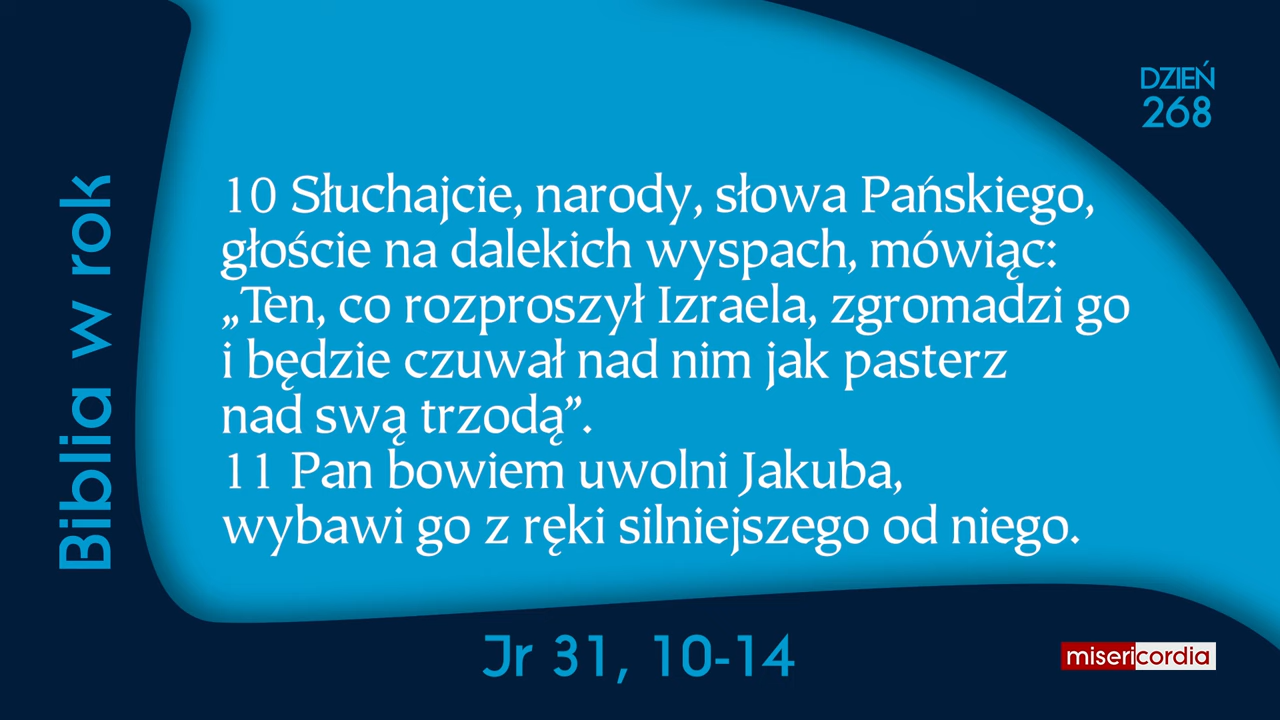 DZIEŃ
268
Biblia w rok
10 Słuchajcie, narody, słowa Pańskiego,
głoście na dalekich wyspach, mówiąc:
„Ten, co rozproszył Izraela, zgromadzi go
i będzie czuwał nad nim jak pasterz
nad swą trzodą”.
11 Pan bowiem uwolni Jakuba,
wybawi go z ręki silniejszego od niego.
Jr 31, 10-14
misericordia